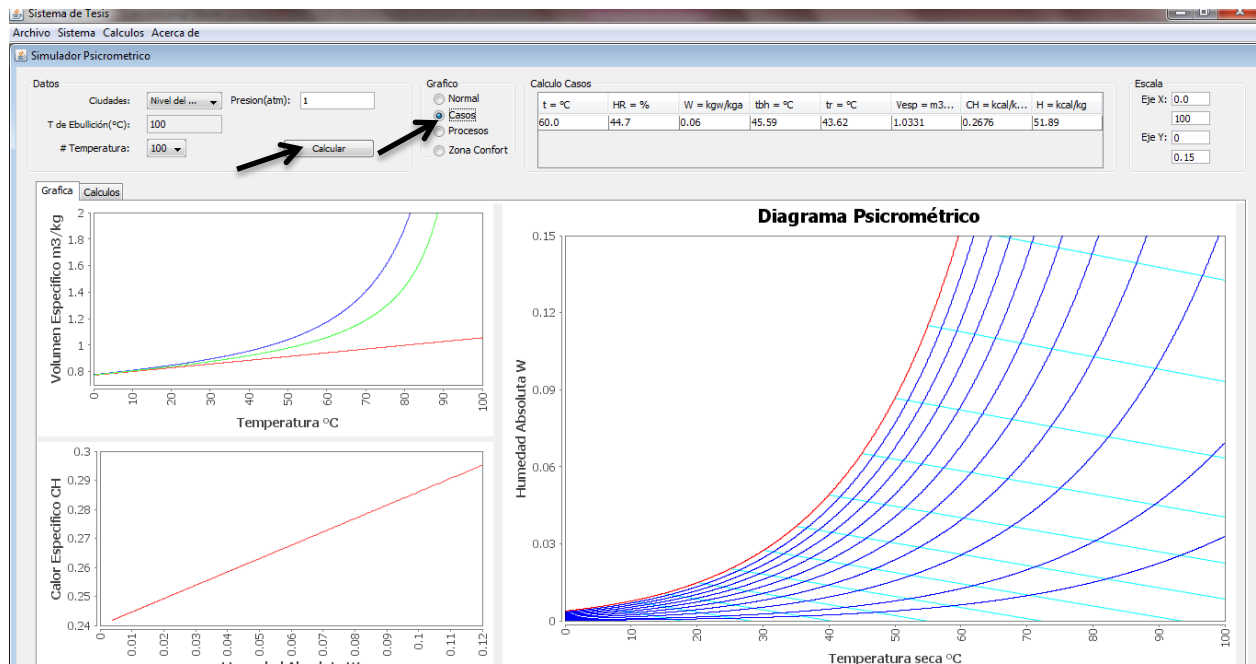 Sistema de Tesis
Archivo Sistema Calculos Acerca de
Simulador Psicrometrico
Datos
Ciudades: Nivel del ... Presion(atm): 1
T de Ebullición(ºC): 100
# Temperatura: 100
Calcular
Grafico
Normal
Casos
Procesos
Zona Confort
Calculo Casos
t = ºC HR = % W = kgw/kga tbh = ºC tr = ºC Vesp = m3... CH = kcal/k... H = kcal/kg
60.0 44.7 0.06 45.59 43.62 1.0331 0.2676 51.89
Escala
Eje X: 0.0
100
Eje Y: 0
0.15
Grafica Calculos
Volumen Especifico m3/kg
2
1.8
1.6
1.4
1.2
1
0.8
0 10 20 30 40 50 60 70 80 90 100
Temperatura ºC
Calor Especifico CH
0.3
0.29
0.28
0.27
0.26
0.25
0.24
0 0.01 0.02 0.03 0.04 0.05 0.06 0.07 0.08 0.09 0.1 0.11 0.12
Diagrama Psicrométrico
Humedad Absoluta W
0.15
0.12
0.09
0.06
0.03
0
0 10 20 30 40 50 60 70 80 90 100
Temperatura seca ºC